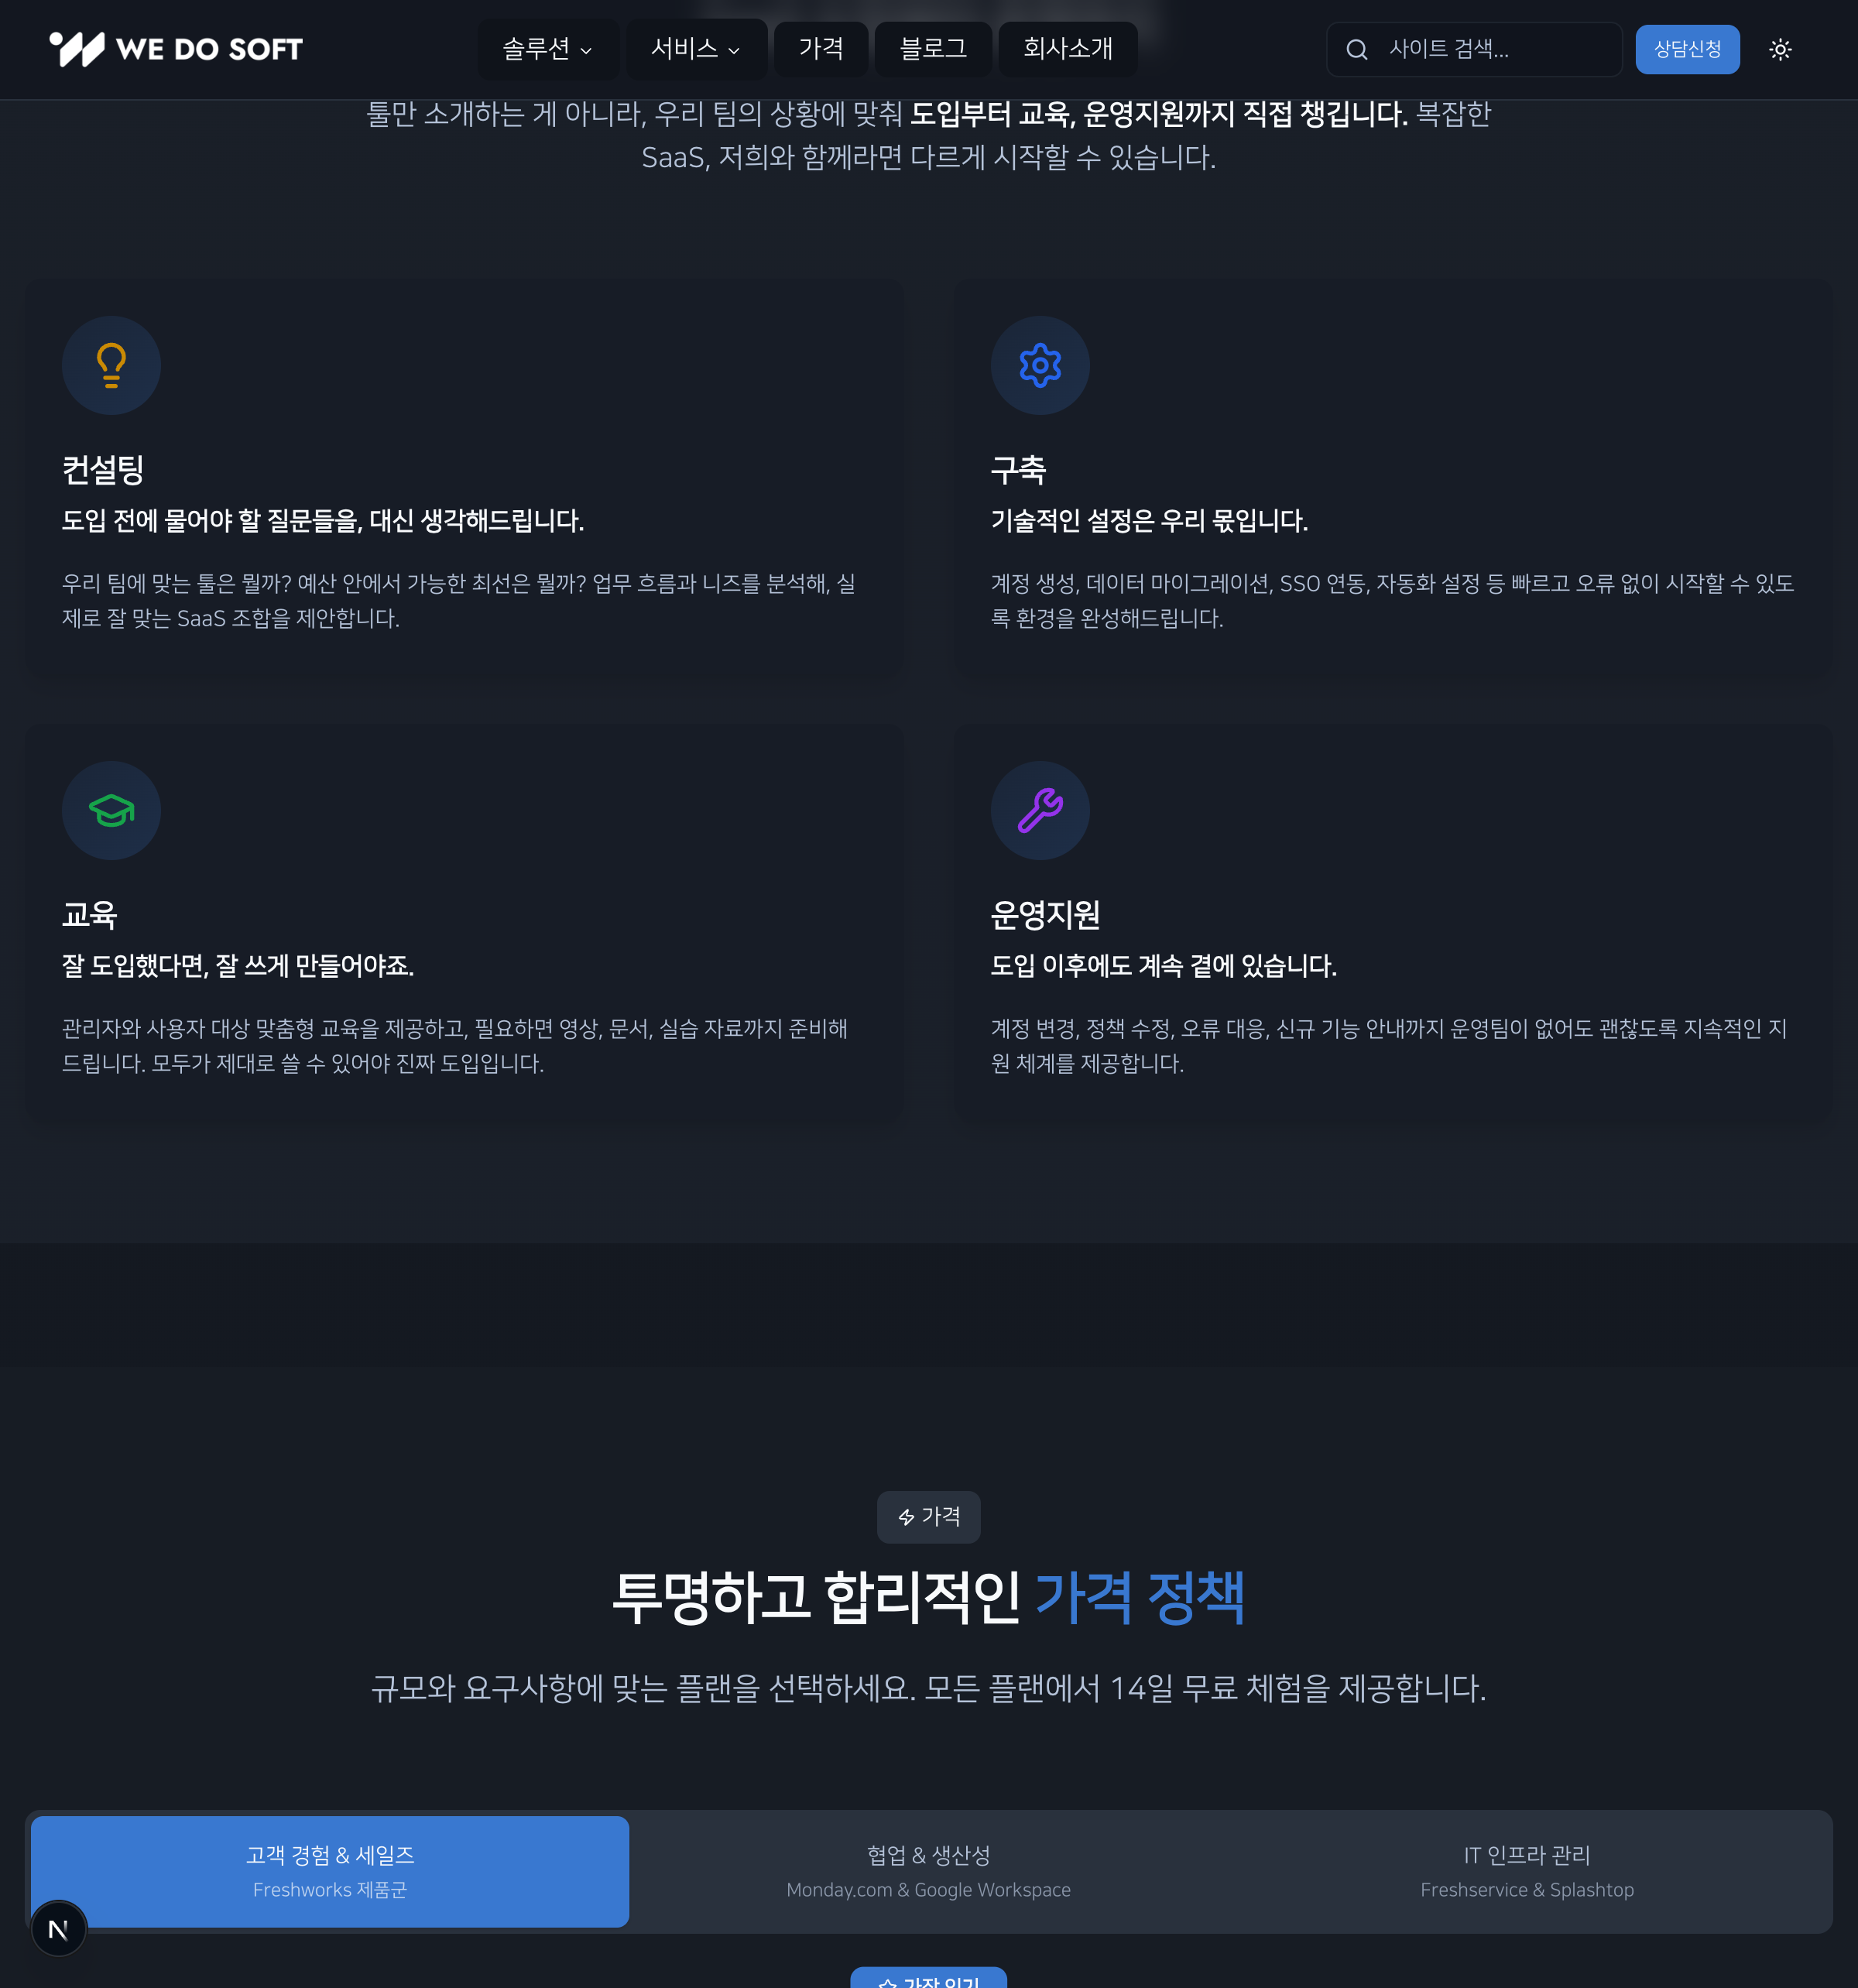 WE DO SOFT
솔루션
서비스
가격
블로그
회사소개
사이트 검색...
상담신청
툴만 소개하는 게 아니라, 우리 팀의 상황에 맞춰 도입부터 교육, 운영지원까지 직접 챙깁니다. 복잡한
SaaS, 저희와 함께라면 다르게 시작할 수 있습니다.
컨설팅
도입 전에 물어야 할 질문들을, 대신 생각해드립니다.
우리 팀에 맞는 툴은 뭘까? 예산 안에서 가능한 최선은 뭘까? 업무 흐름과 니즈를 분석해, 실
제로 잘 맞는 SaaS 조합을 제안합니다.
구축
기술적인 설정은 우리 몫입니다.
계정 생성, 데이터 마이그레이션, SSO 연동, 자동화 설정 등 빠르고 오류 없이 시작할 수 있도
록 환경을 완성해드립니다.
교육
잘 도입했다면, 잘 쓰게 만들어야죠.
관리자와 사용자 대상 맞춤형 교육을 제공하고, 필요하면 영상, 문서, 실습 자료까지 준비해
드립니다. 모두가 제대로 쓸 수 있어야 진짜 도입입니다.
운영지원
도입 이후에도 계속 곁에 있습니다.
계정 변경, 정책 수정, 오류 대응, 신규 기능 안내까지 운영팀이 없어도 괜찮도록 지속적인 지
원 체계를 제공합니다.
가격
투명하고 합리적인 가격 정책
규모와 요구사항에 맞는 플랜을 선택하세요. 모든 플랜에서 14일 무료 체험을 제공합니다.
고객 경험 & 세일즈
Freshworks 제품군
협업 & 생산성
Monday.com & Google Workspace
IT 인프라 관리
Freshservice & Splashtop
N
가장 인기